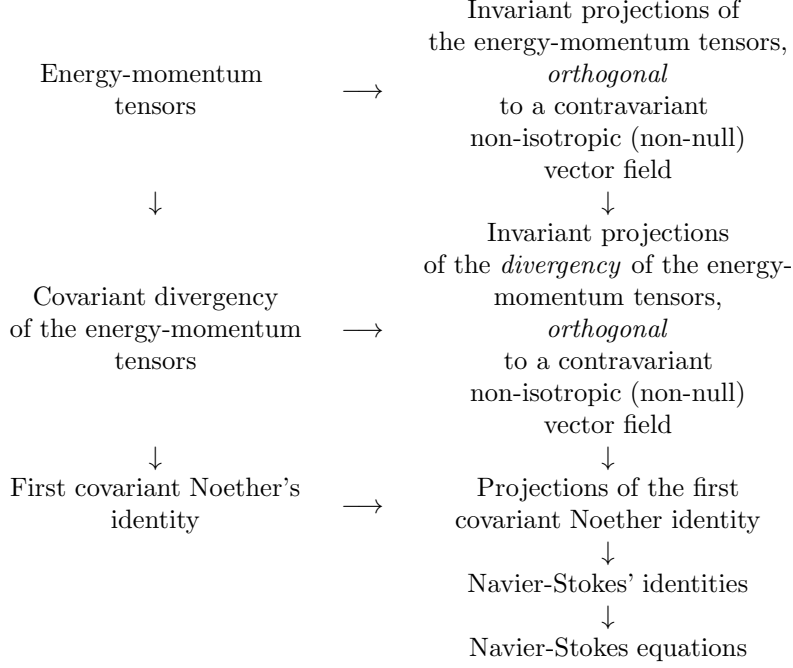 Energy-momentum
tensors
⟶
Invariant projections of
the energy-momentum tensors,
orthogonal
to a contravariant
non-isotropic (non-null)
vector field
↓
↓
Covariant divergency
of the energy-momentum
tensors
⟶
Invariant projections
of the divergency of the energy-
momentum tensors,
orthogonal
to a contravariant
non-isotropic (non-null)
vector field
↓
↓
First covariant Noether's
identity
⟶
Projections of the first
covariant Noether identity
↓
Navier-Stokes' identities
↓
Navier-Stokes equations